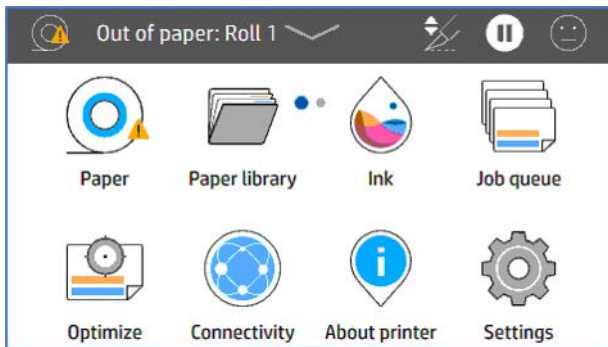 Out of paper: Roll 1
Paper
Paper library
Ink
Job queue
Optimize
Connectivity
About printer
Settings